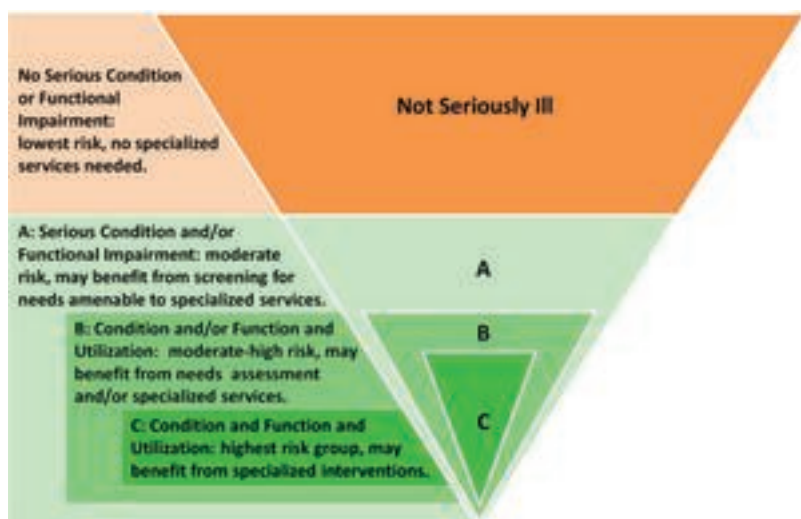 No Serious Condition
or Functional
Impairment:
lowest risk, no specialized
services needed.
Not Seriously Ill
A: Serious Condition and/or
Functional Impairment: moderate
risk, may benefit from screening for
needs amenable to specialized services.
A
B: Condition and/or Function and
Utilization: moderate-high risk, may
benefit from needs assessment
and/or specialized services.
B
C: Condition and Function and
Utilization: highest risk group, may
benefit from specialized interventions.
C